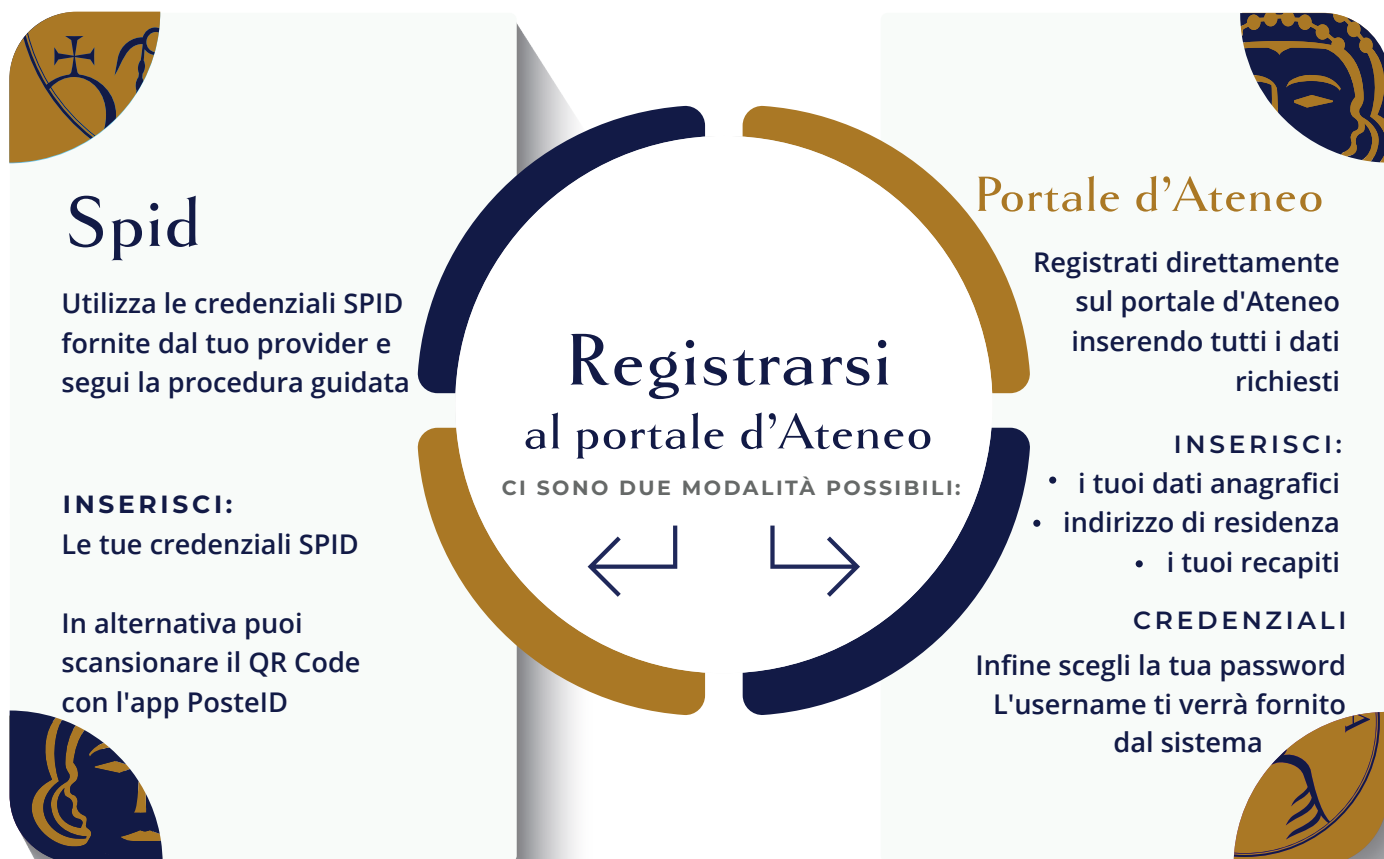 Spid
Utilizza le credenziali SPID
fornite dal tuo provider e
segui la procedura guidata
INSERISCI:
Le tue credenziali SPID
In alternativa puoi
scansionare il QR Code
con l'app PosteID
Registrarsi
al portale d'Ateneo
CI SONO DUE MODALITÀ POSSIBILI:
Portale d'Ateneo
Registrati direttamente
sul portale d'Ateneo
inserendo tutti i dati
richiesti
INSERISCI:
• i tuoi dati anagrafici
• indirizzo di residenza
• i tuoi recapiti
CREDENZIALI
Infine scegli la tua password
L'username ti verrà fornito
dal sistema